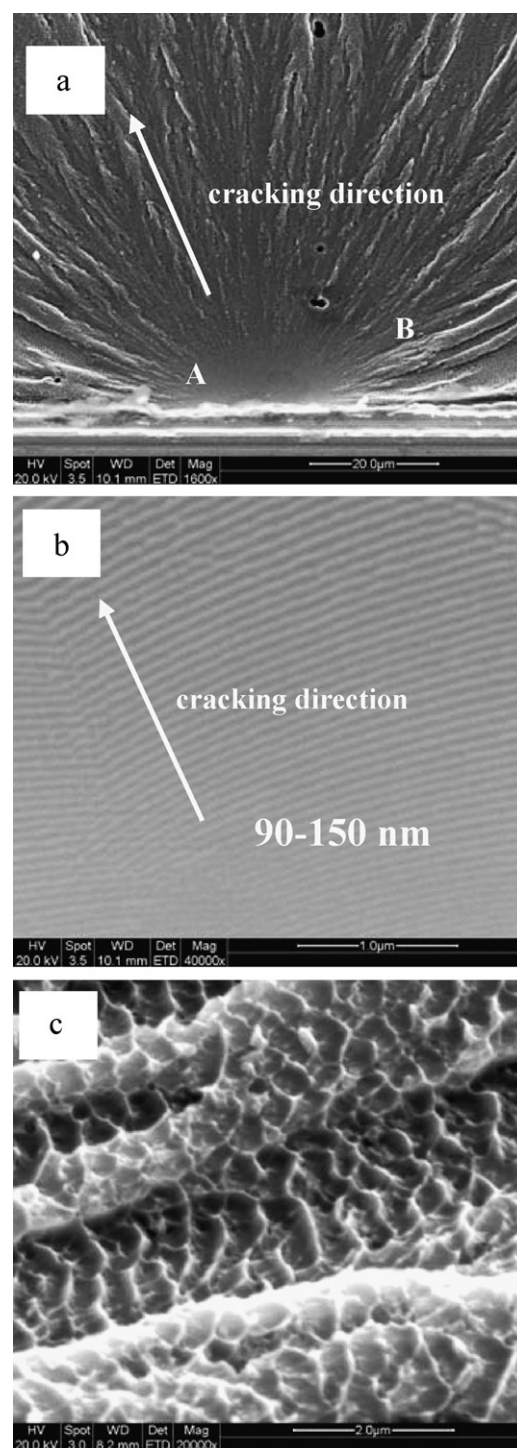 a
cracking direction
B
A
HV Spot WD Det Mag
20.0 kV 3.5 10.1 mm ETD 1600x
20.0µm
b
cracking direction
90-150 nm
HV Spot WD Det Mag
20.0 kV 3.5 10.1 mm ETD 40000x
1.0µm
c
HV Spot WD Det Mag
20.0 kV 3.0 8.2 mm ETD 20000x
2.0µm